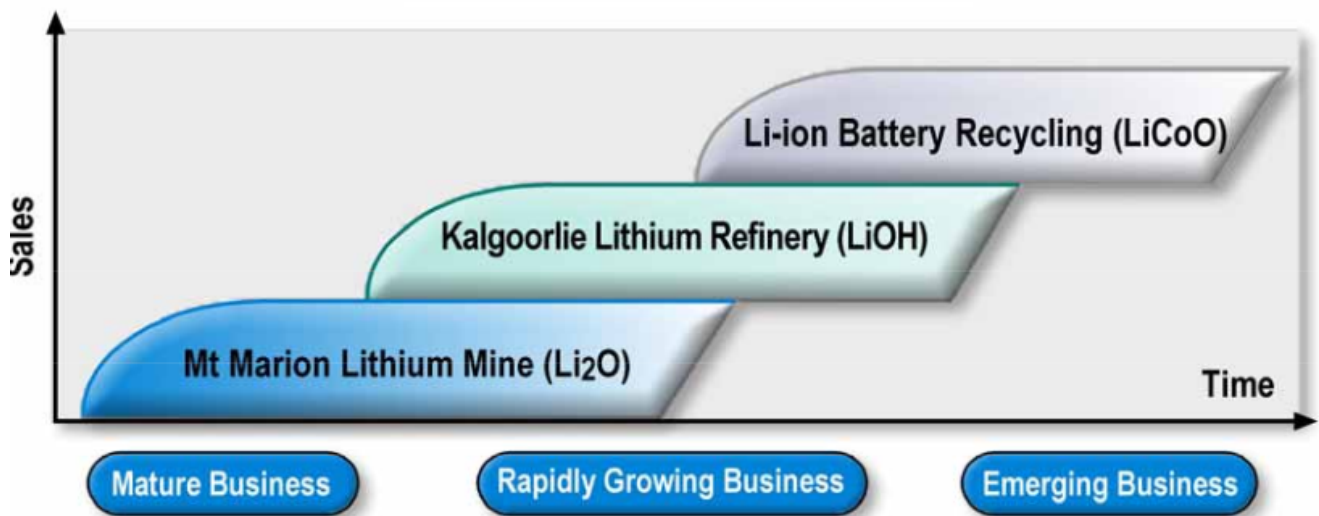 Sales
Li-ion Battery Recycling (LiCoO)
Kalgoorlie Lithium Refinery (LiOH)
Mt Marion Lithium Mine (Li₂O)
Time
Mature Business
Rapidly Growing Business
Emerging Business